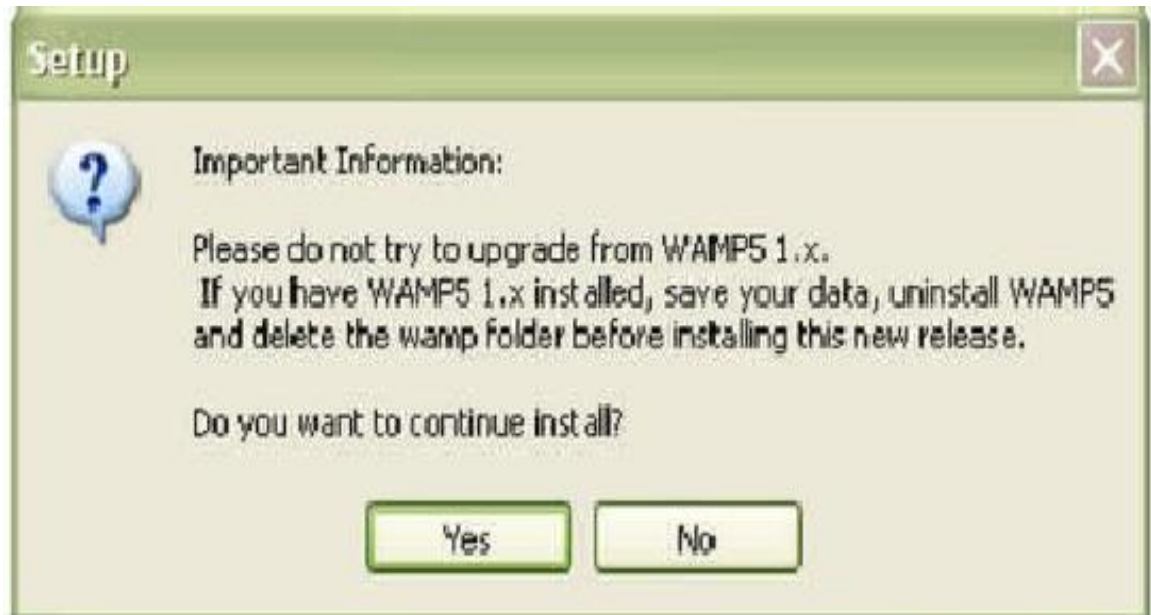 Setup
Important Information:
Please do not try to upgrade from WAMP5 1.x.
If you have WAMP5 1.x installed, save your data, uninstall WAMP5
and delete the wamp folder before installing this new release.
Do you want to continue install?
Yes No